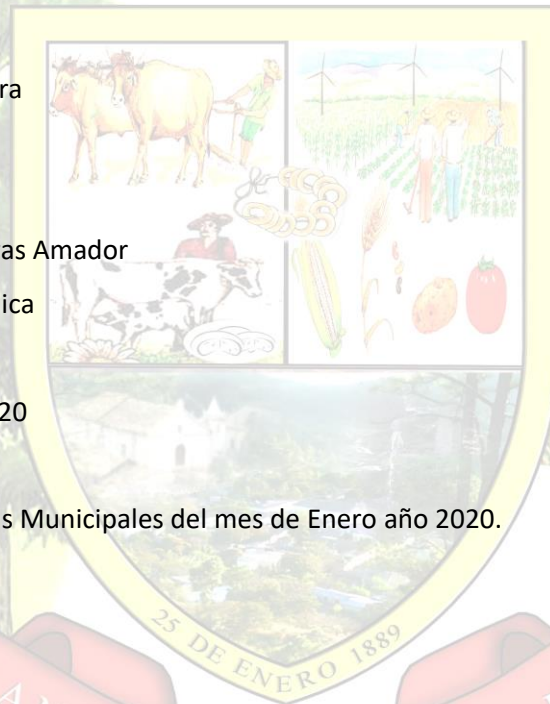 ra
as Amador
ica
20
s Municipales del mes de Enero año 2020.
25 DE ENERO 1889